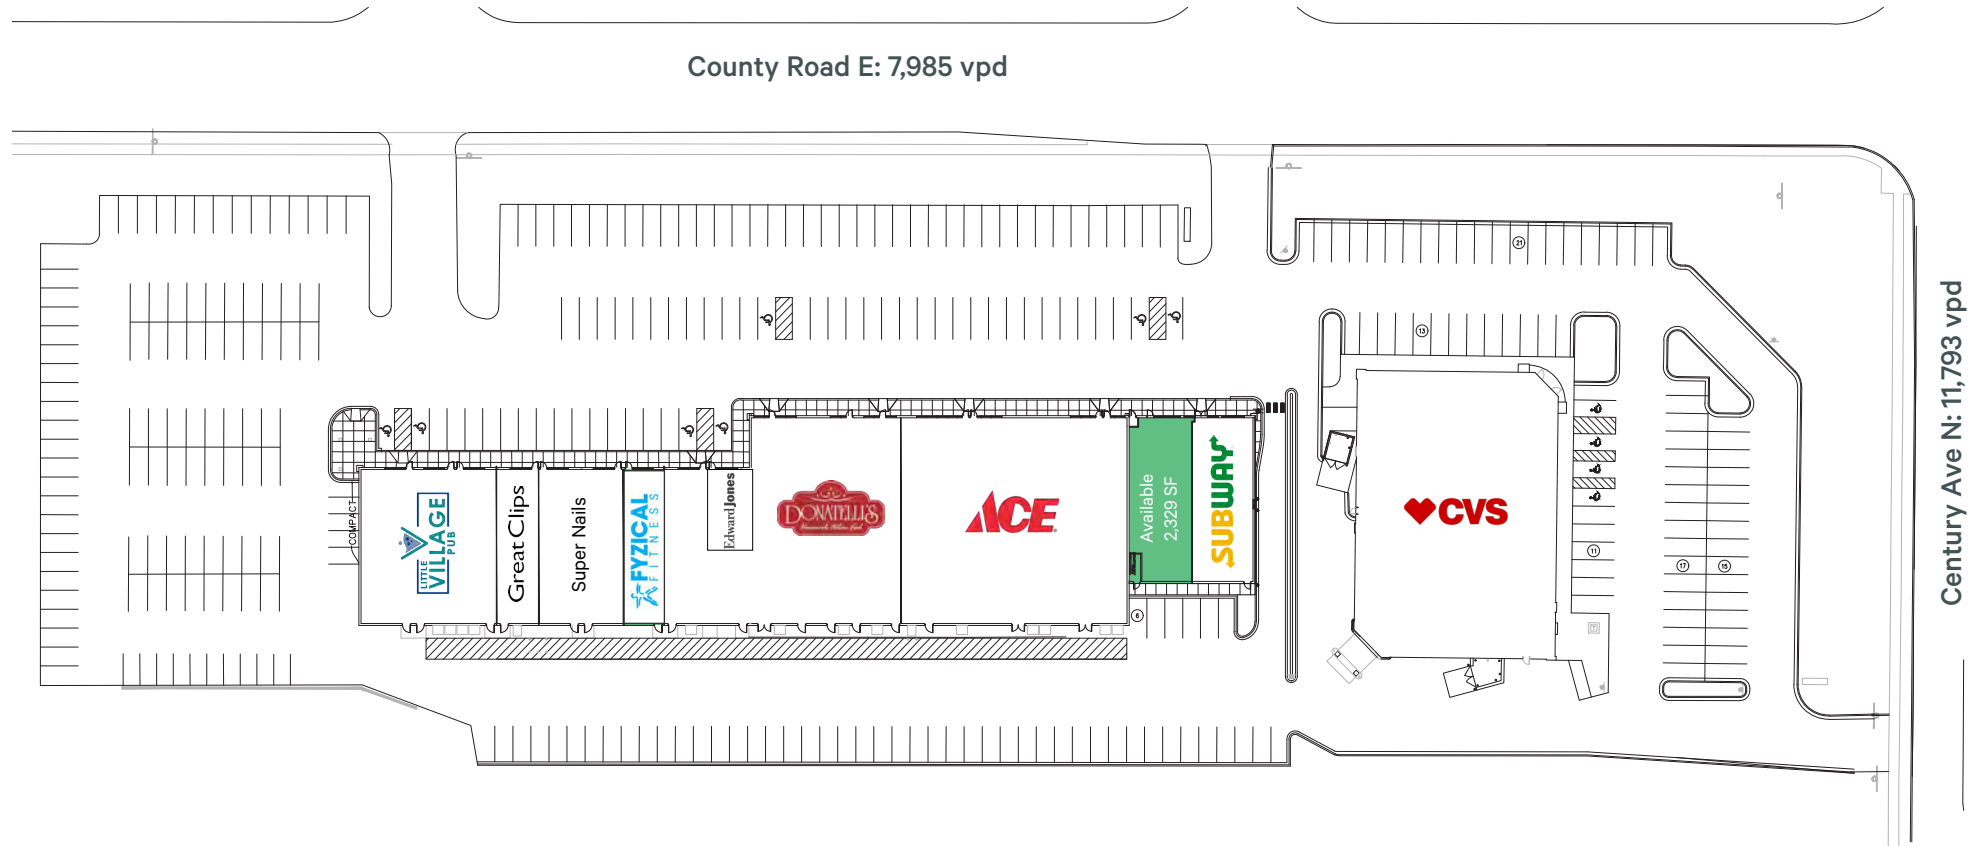 County Road E: 7,985 vpd
Century Ave N: 11,793 vpd
21
13
COMPACT
LITTLE
VILLAGE
PUB
Great Clips
Super Nails
FYZICAL
FITNESS
Edward Jones
DONATELLI'S
ACE
Available
2,329 SF
SUBWAY
CVS
11
17
15
6